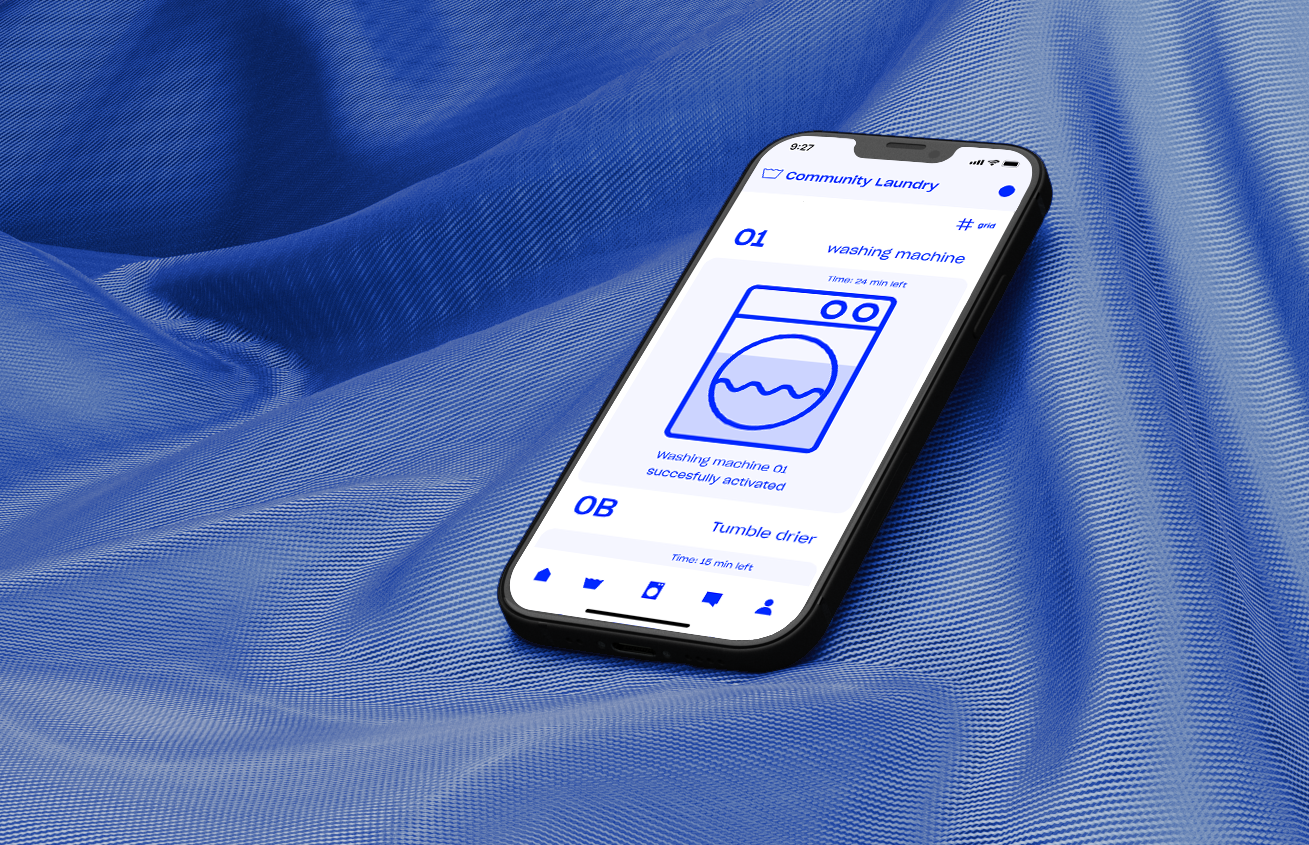 9:27
Community Laundry
grid
01
washing machine
Time: 24 min left
Washing machine 01
succesfully activated
0B
Tumble drier
Time: 15 min left